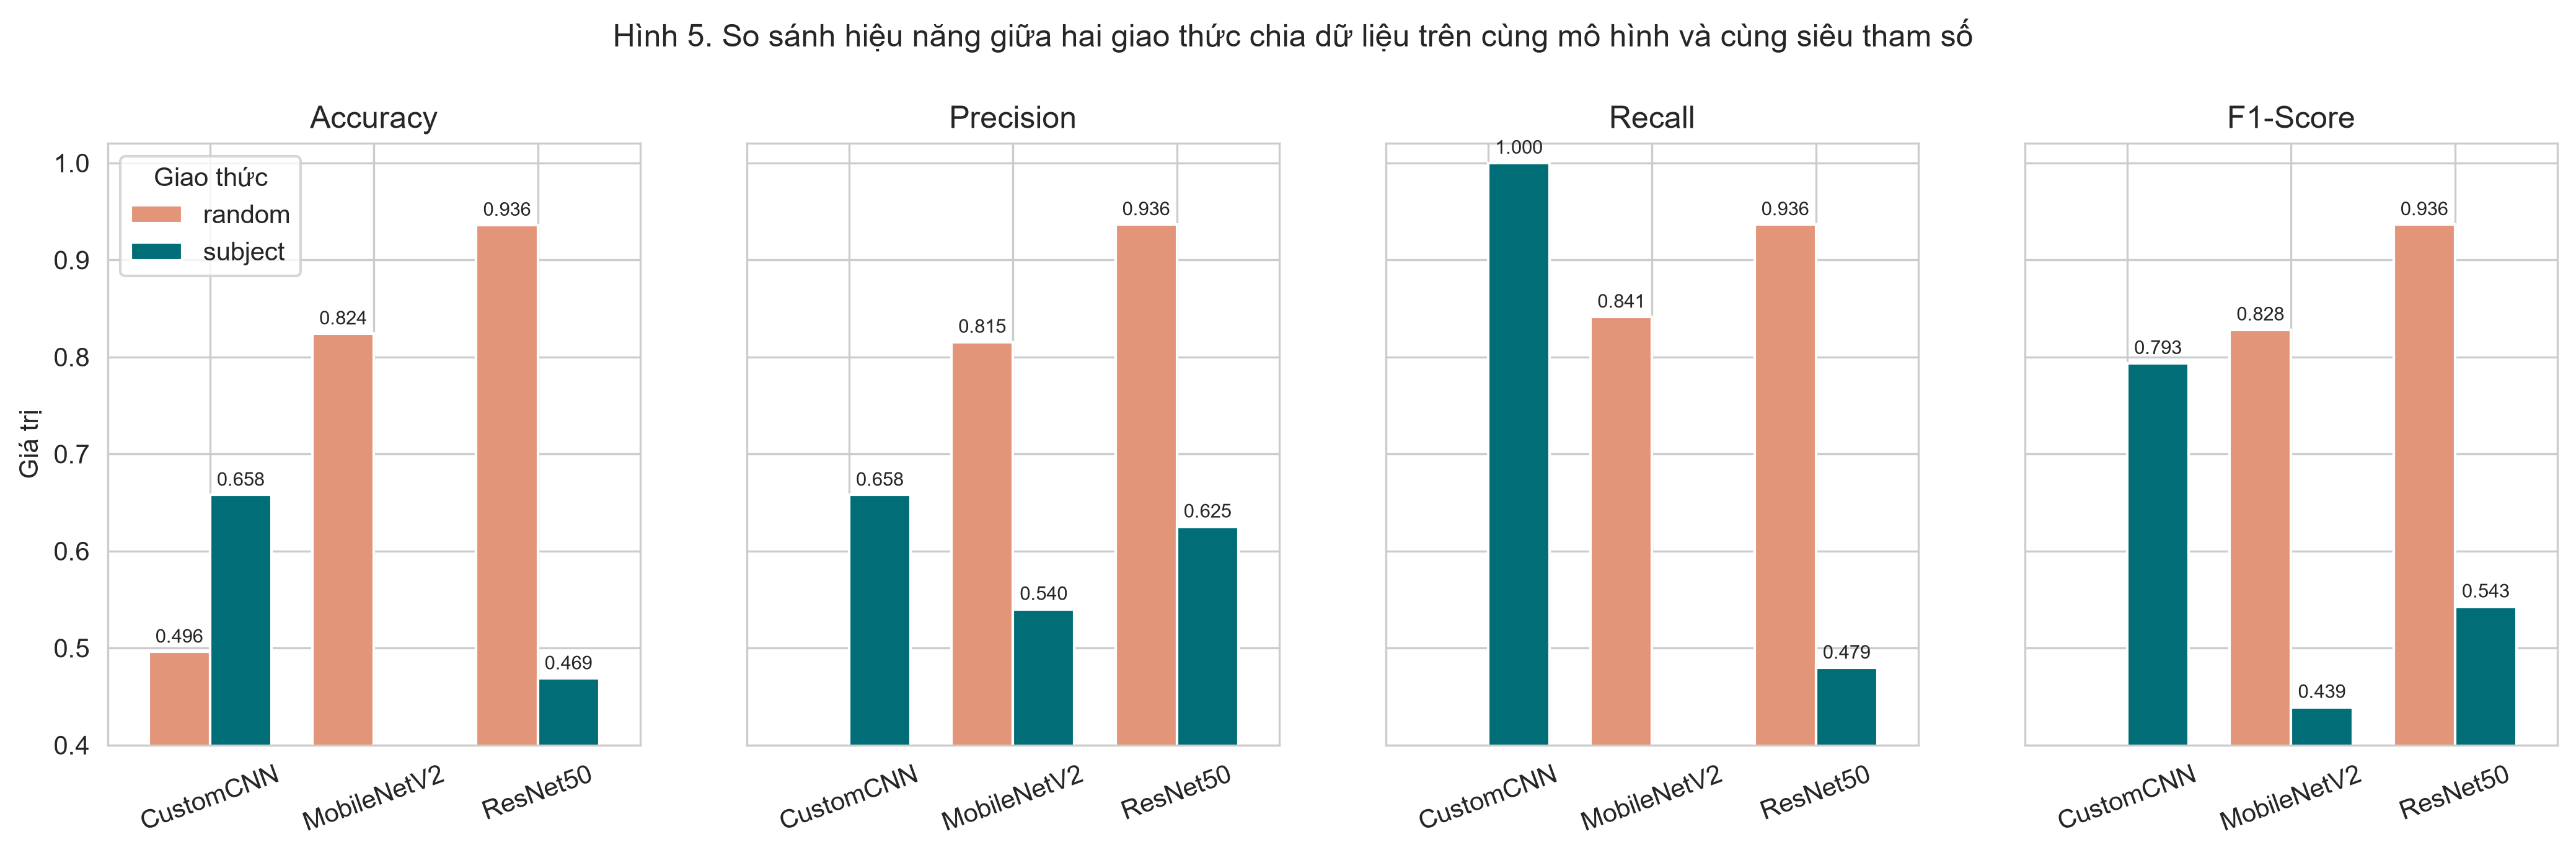 Hình 5. So sánh hiệu năng giữa hai giao thức chia dữ liệu trên cùng mô hình và cùng siêu tham số
Accuracy
Giá trị
1.0
0.9
0.8
0.7
0.6
0.5
0.4
Giao thức
random
subject
0.496
0.658
0.824
0.936
0.469
CustomCNN
MobileNetV2
ResNet50
Precision
0.658
0.815
0.540
0.936
0.625
CustomCNN
MobileNetV2
ResNet50
Recall
1.000
0.841
0.936
0.479
CustomCNN
MobileNetV2
ResNet50
F1-Score
0.793
0.828
0.439
0.936
0.543
CustomCNN
MobileNetV2
ResNet50